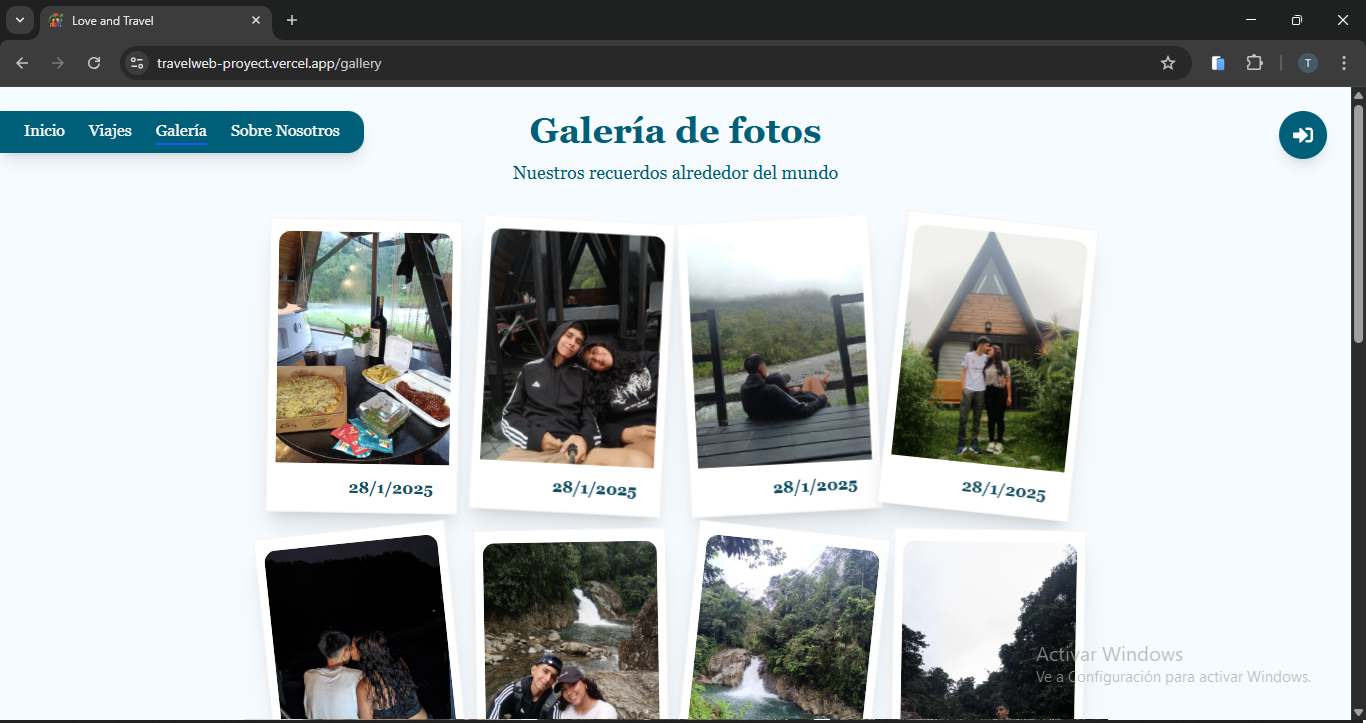 Love and Travel
travelweb-proyect.vercel.app/gallery
T
Inicio Viajes Galería Sobre Nosotros
Galería de fotos
Nuestros recuerdos alrededor del mundo
28/1/2025
28/1/2025
28/1/2025
28/1/2025
Activar Windows
Ve a Configuración para activar Windows.